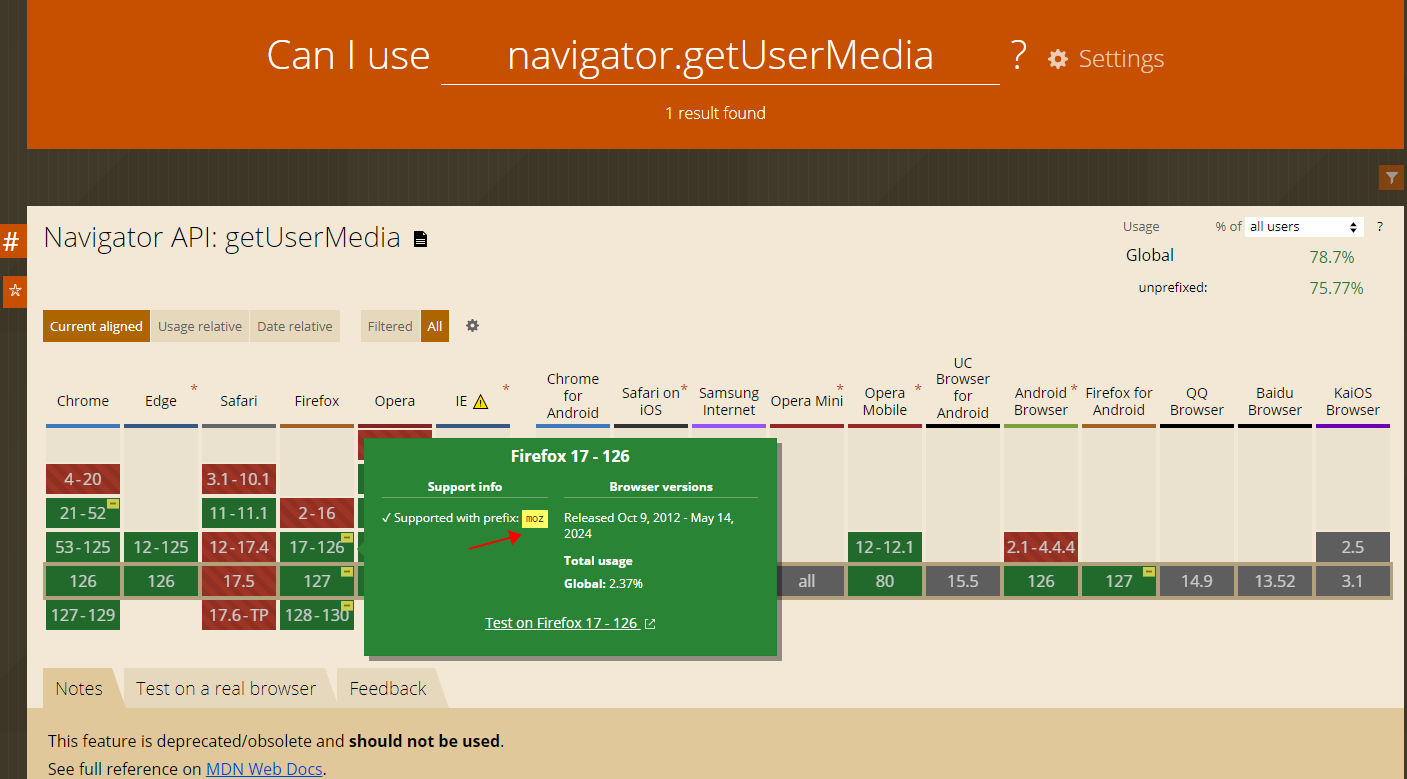 Can I use navigator.getUserMedia ? Settings
1 result found
#
Navigator API: getUserMedia
Usage % of all users ?
Global 78.7%
unprefixed: 75.77%
Current aligned Usage relative Date relative Filtered All
Chrome Edge * Safari Firefox Opera IE * Chrome for Android Safari on iOS * Samsung Internet Opera Mini * Opera Mobile * UC Browser for Android Android Browser * Firefox for Android QQ Browser Baidu Browser KaiOS Browser
4-20 3.1-10.1
21-52 11-11.1 2-16
53-125 12-125 12-17.4 17-126 12-12.1 2.1-4.4.4 2.5
126 126 17.5 127 all 80 15.5 126 127 14.9 13.52 3.1
127-129 17.6-TP 128-130
Firefox 17 - 126
Support info
✓ Supported with prefix: moz
Browser versions
Released Oct 9, 2012 - May 14,
2024
Total usage
Global: 2.37%
Test on Firefox 17 - 126
Notes Test on a real browser Feedback
This feature is deprecated/obsolete and should not be used.
See full reference on MDN Web Docs.